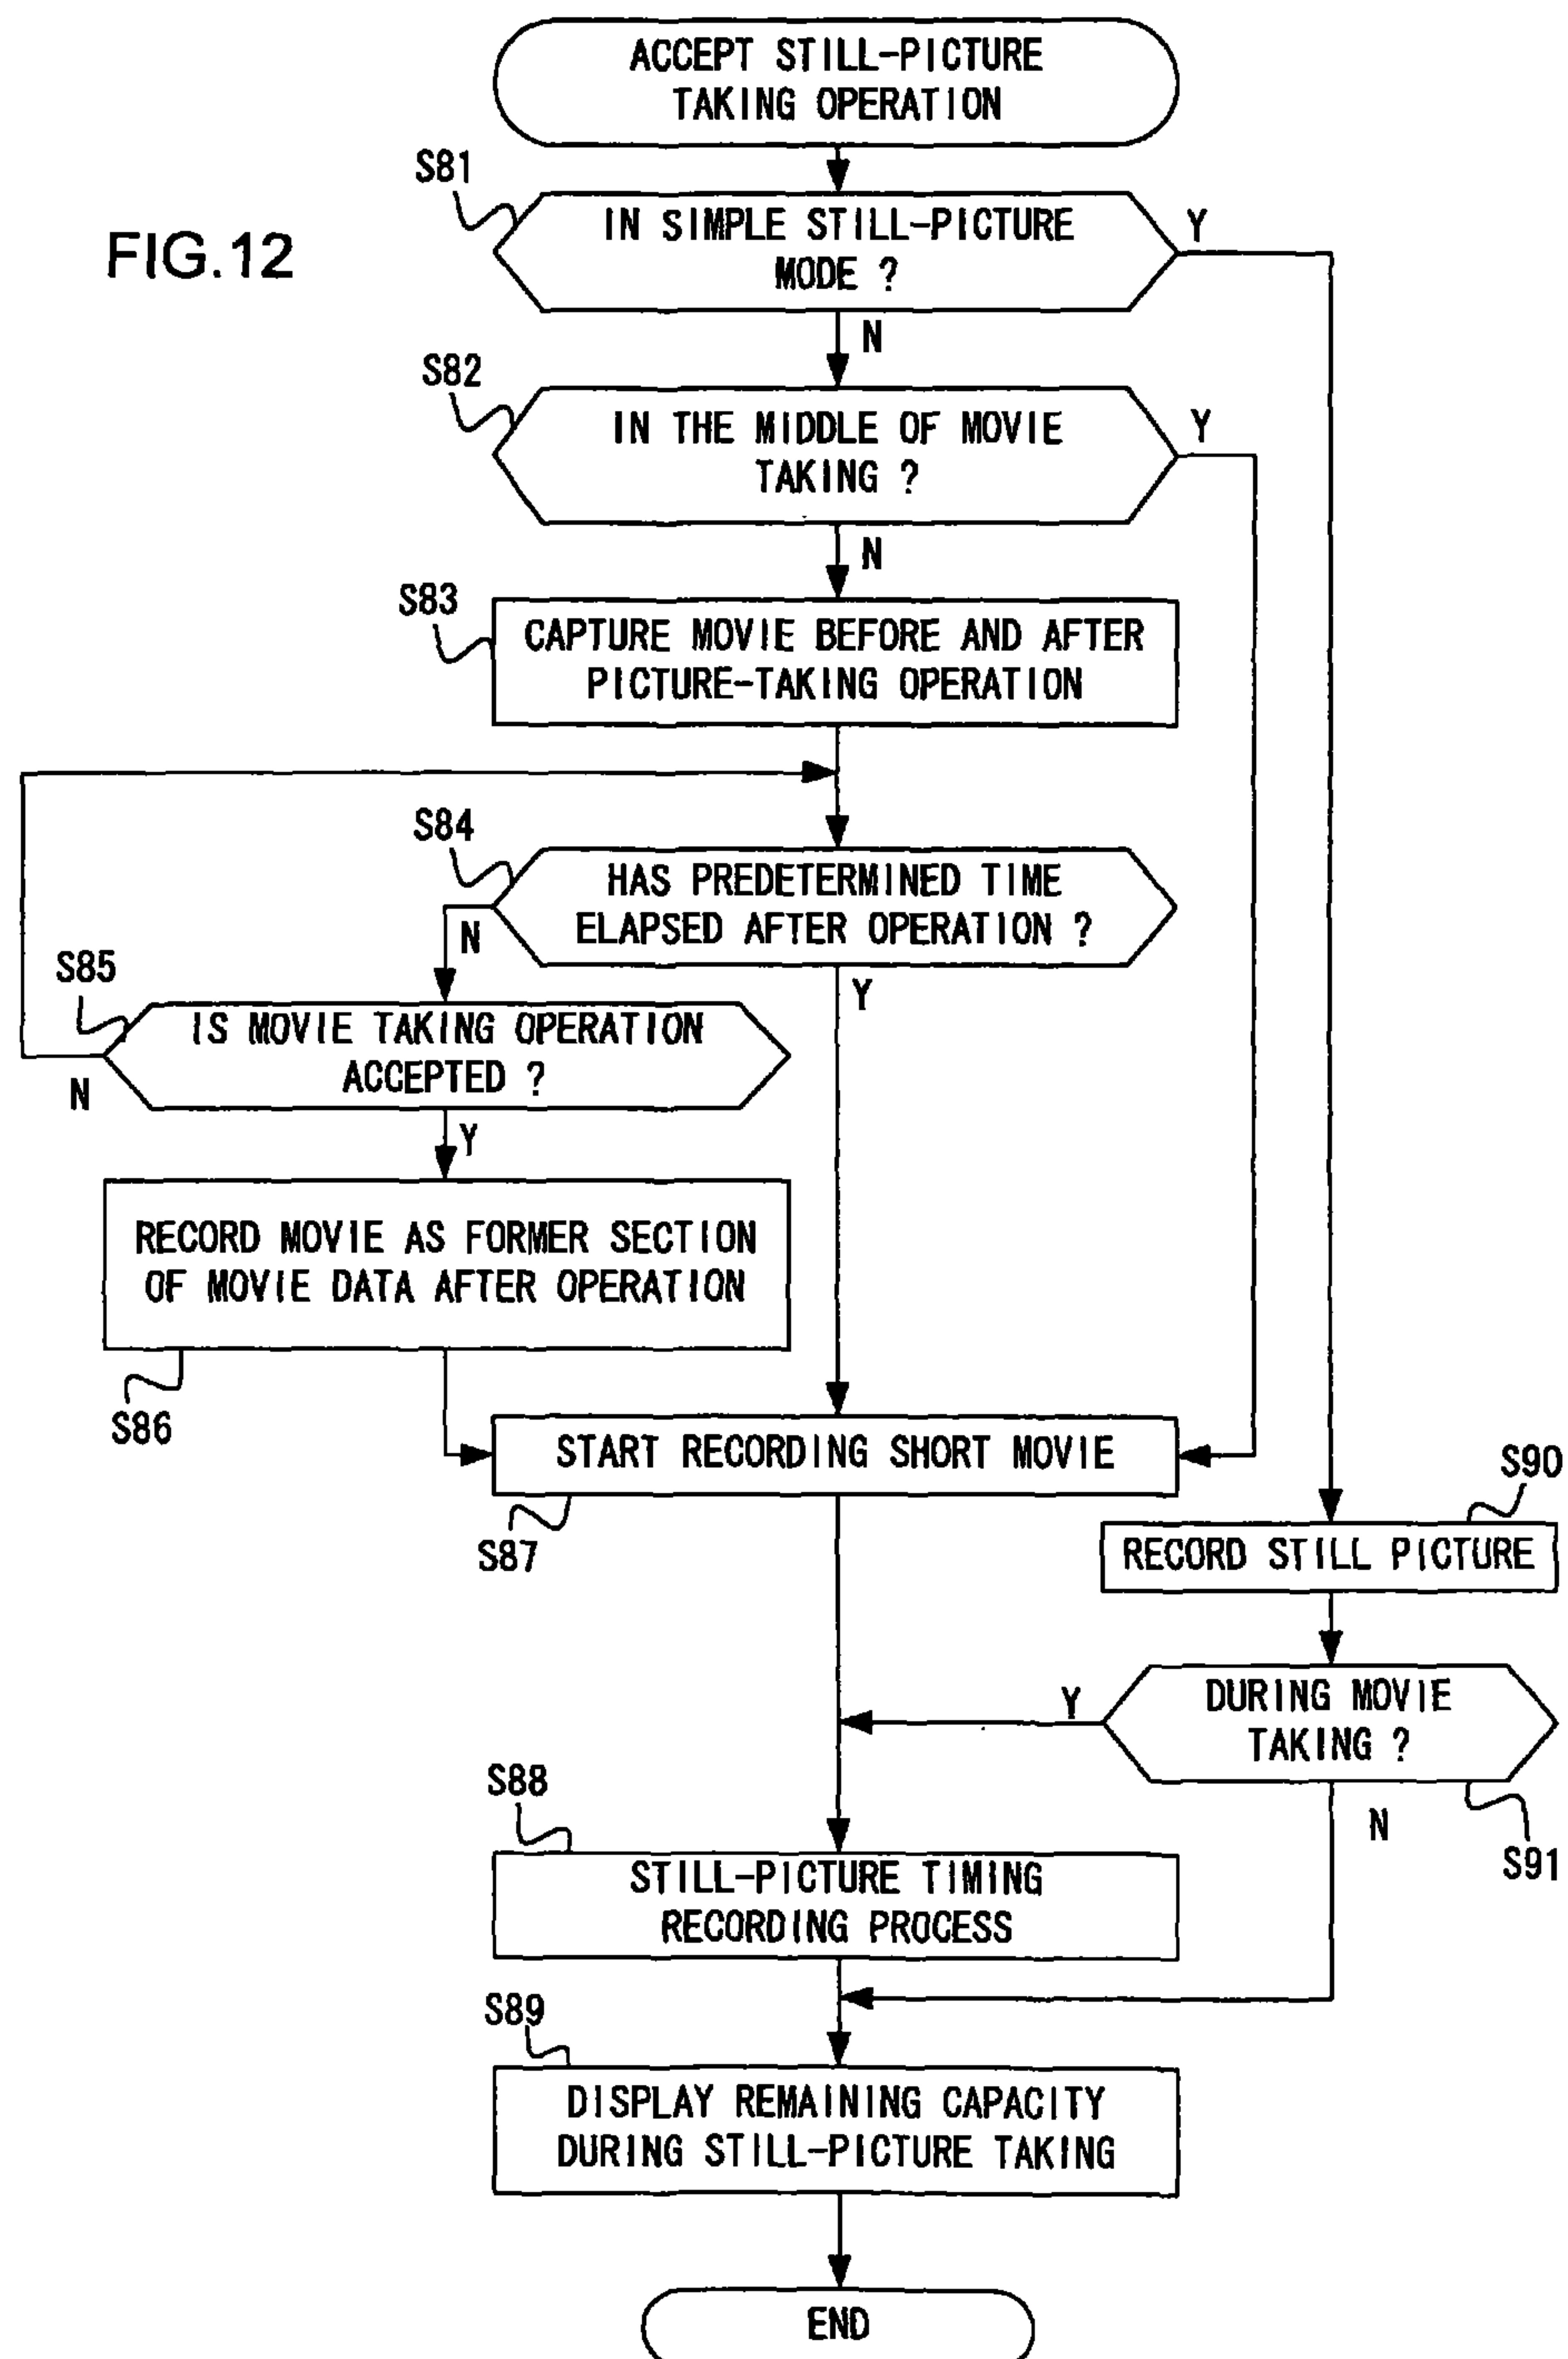 ACCEPT STILL-PICTURE
TAKING OPERATION
S81
FIG.12
IN SIMPLE STILL-PICTURE
MODE ?
Y
N
S82
IN THE MIDDLE OF MOVIE
TAKING ?
Y
N
S83
CAPTURE MOVIE BEFORE AND AFTER
PICTURE-TAKING OPERATION
S84
HAS PREDETERMINED TIME
ELAPSED AFTER OPERATION ?
N
Y
S85
IS MOVIE TAKING OPERATION
ACCEPTED ?
N
Y
RECORD MOVIE AS FORMER SECTION
OF MOVIE DATA AFTER OPERATION
S86
START RECORDING SHORT MOVIE
S87
S90
RECORD STILL PICTURE
DURING MOVIE
TAKING ?
Y
N
S91
S88
STILL-PICTURE TIMING
RECORDING PROCESS
S89
DISPLAY REMAINING CAPACITY
DURING STILL-PICTURE TAKING
END